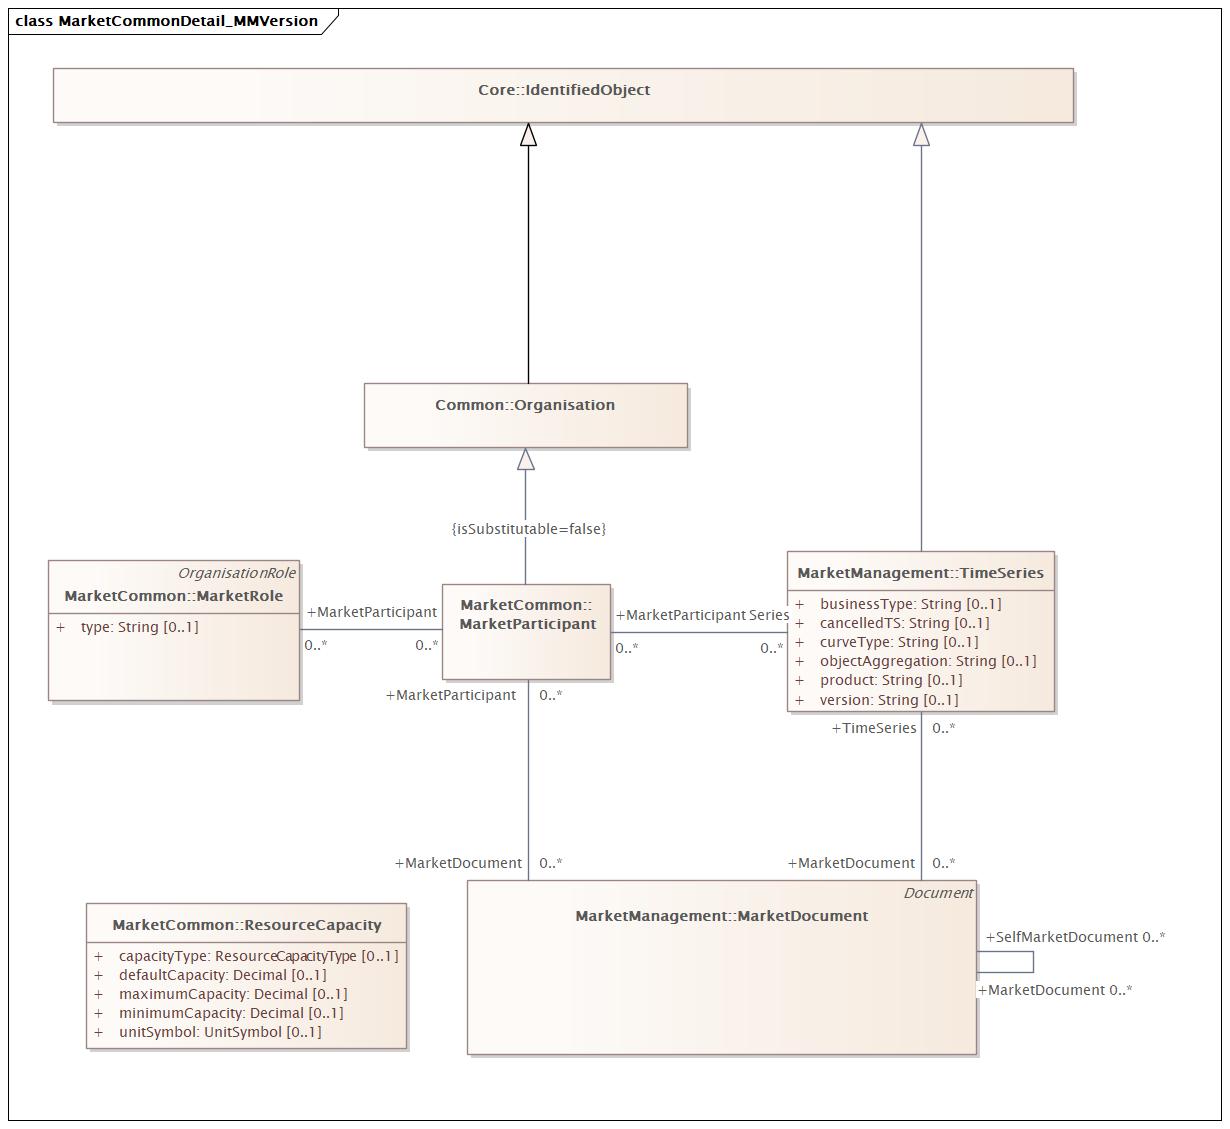 class MarketCommonDetail_MMVersion
Core::IdentifiedObject
Common::Organisation
{isSubstitutable=false}
OrganisationRole
MarketCommon::MarketRole
+ type: String [0..1]
+MarketParticipant
0..*
0..*
MarketCommon::
MarketParticipant
+MarketParticipant Series
0..*
0..*
MarketManagement::TimeSeries
+ businessType: String [0..1]
+ cancelledTS: String [0..1]
+ curveType: String [0..1]
+ objectAggregation: String [0..1]
+ product: String [0..1]
+ version: String [0..1]
+MarketParticipant 0..*
+TimeSeries 0..*
+MarketDocument 0..*
+MarketDocument 0..*
Document
MarketManagement::MarketDocument
+SelfMarketDocument 0..*
+MarketDocument 0..*
MarketCommon::ResourceCapacity
+ capacityType: ResourceCapacityType [0..1]
+ defaultCapacity: Decimal [0..1]
+ maximumCapacity: Decimal [0..1]
+ minimumCapacity: Decimal [0..1]
+ unitSymbol: UnitSymbol [0..1]